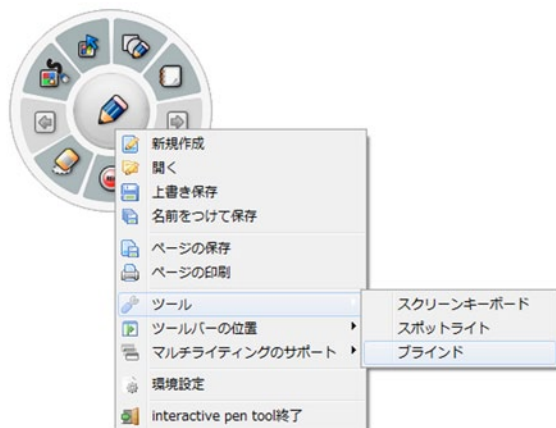 新規作成
開く
上書き保存
名前をつけて保存
ページの保存
ページの印刷
ツール
ツールバーの位置
マルチライティングのサポート
環境設定
interactive pen tool終了
スクリーンキーボード
スポットライト
ブラインド